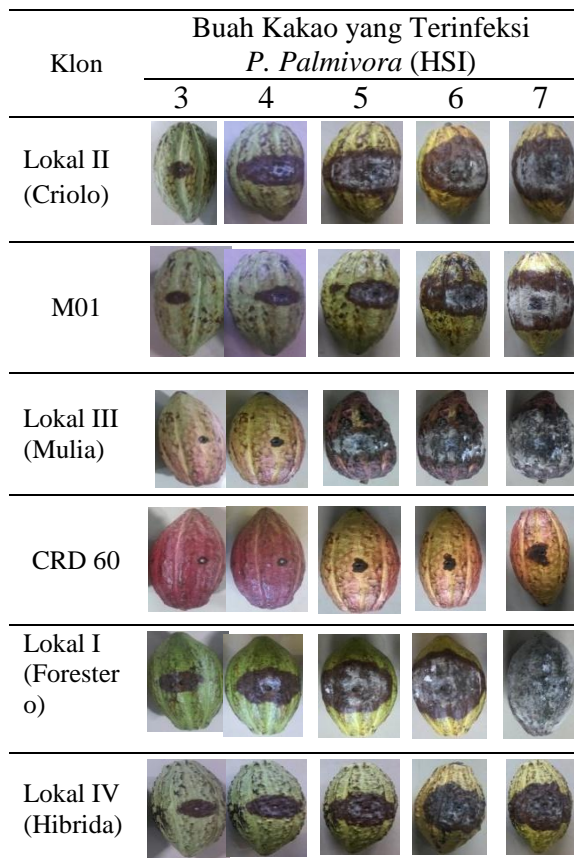 Buah Kakao yang Terinfeksi
Klon
P. Palmivora (HSI)
3 4 5 6 7
Lokal II
(Criolo)
M01
Lokal III
(Mulia)
CRD 60
Lokal I
(Forester
o)
Lokal IV
(Hibrida)